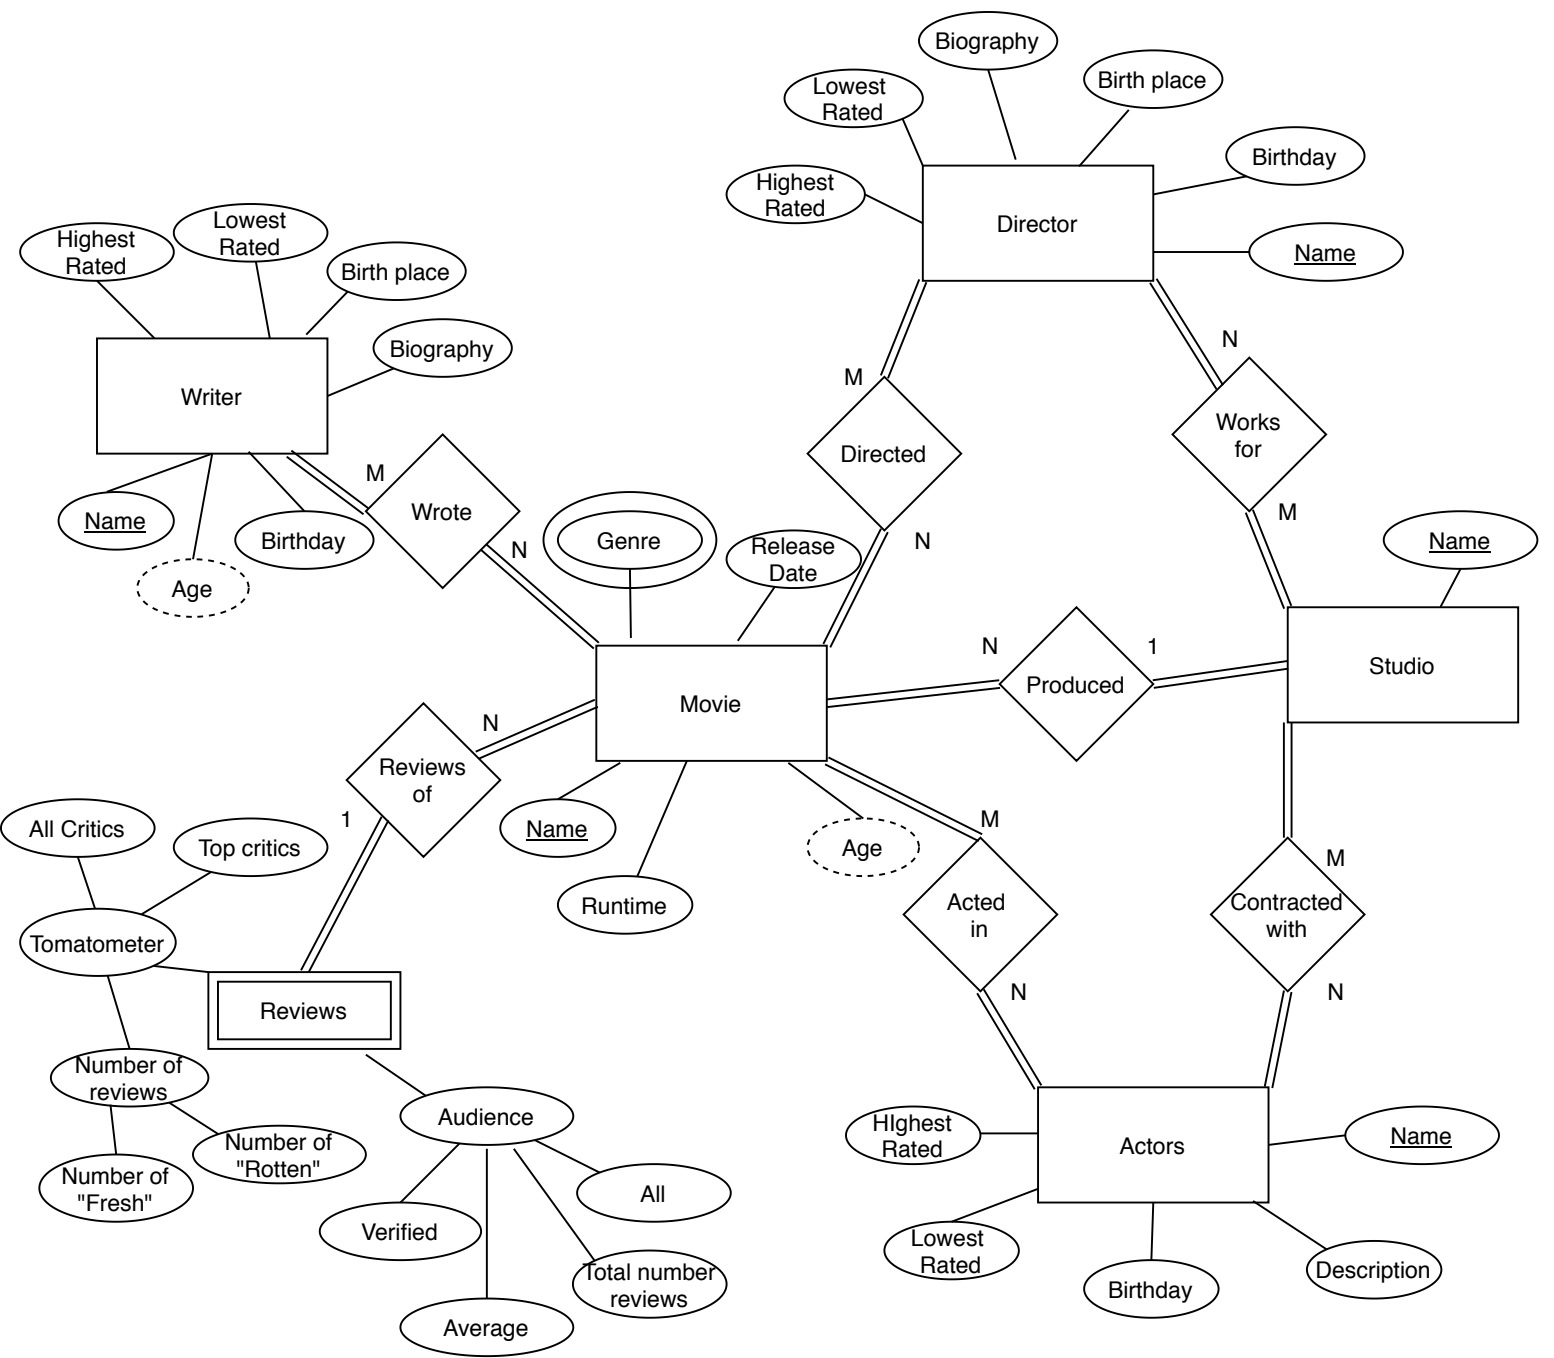 Biography
Birth place
Lowest
Rated
Birthday
Highest
Rated
Director
Name
Lowest
Rated
Highest
Rated
Birth place
Biography
Writer
N
M
Works
for
Directed
M
Wrote
M
N
N
Name
Birthday
Age
Genre
Release
Date
Name
N
1
Studio
Produced
Movie
N
Reviews
of
1
M
Name
Age
M
Runtime
All Critics
Top critics
Tomatometer
Acted
in
Contracted
with
N
N
Reviews
Number of
reviews
Number of
"Rotten"
Number of
"Fresh"
Audience
All
Verified
Total number
reviews
Average
HIghest
Rated
Actors
Name
Lowest
Rated
Birthday
Description